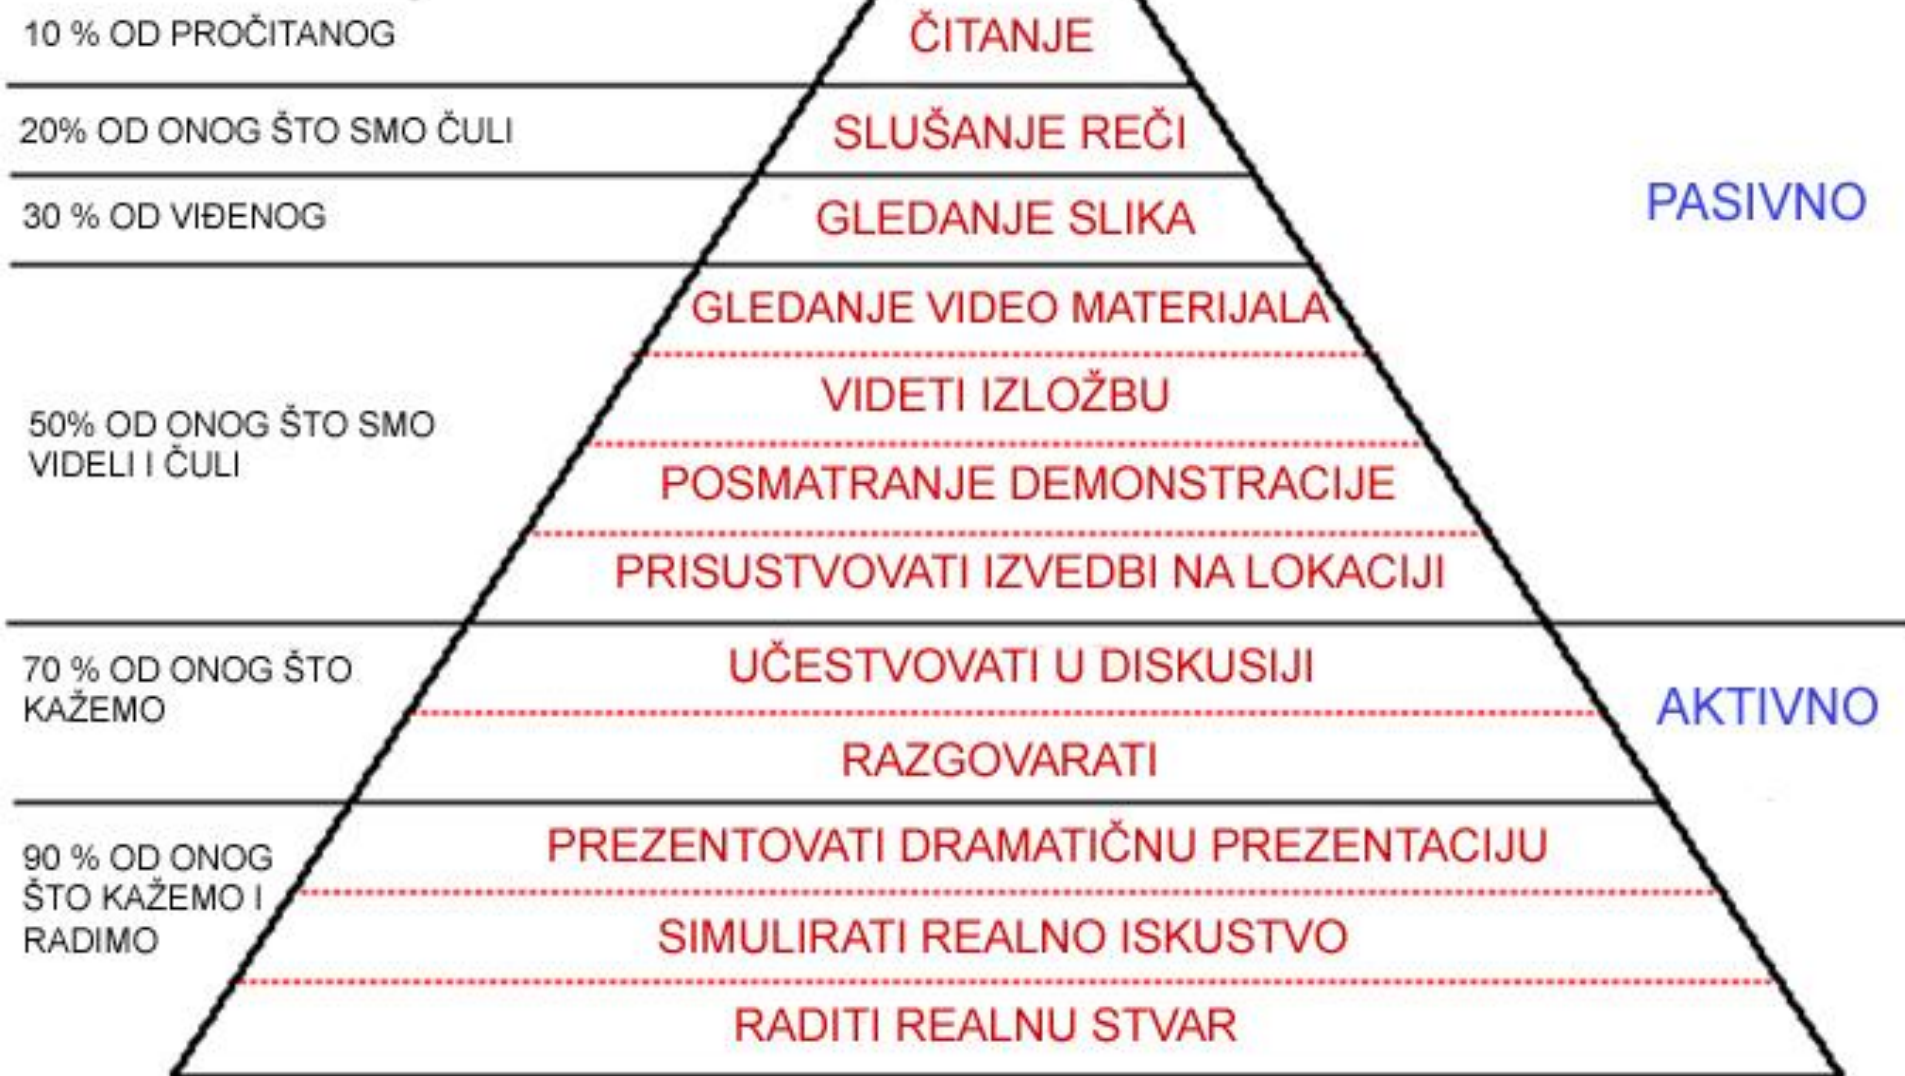 10 % OD PROČITANOG
ČITANJE
20% OD ONOG ŠTO SMO ČULI
SLUŠANJE REČI
30 % OD VIĐENOG
GLEDANJE SLIKA
PASIVNO
50% OD ONOG ŠTO SMO
VIDELI I ČULI
GLEDANJE VIDEO MATERIJALA
VIDETI IZLOŽBU
POSMATRANJE DEMONSTRACIJE
PRISUSTVOVATI IZVEDBI NA LOKACIJI
70 % OD ONOG ŠTO
KAŽEMO
UČESTVOVATI U DISKUSIJI
RAZGOVARATI
AKTIVNO
90 % OD ONOG
ŠTO KAŽEMO I
RADIMO
PREZENTOVATI DRAMATIČNU PREZENTACIJU
SIMULIRATI REALNO ISKUSTVO
RADITI REALNU STVAR